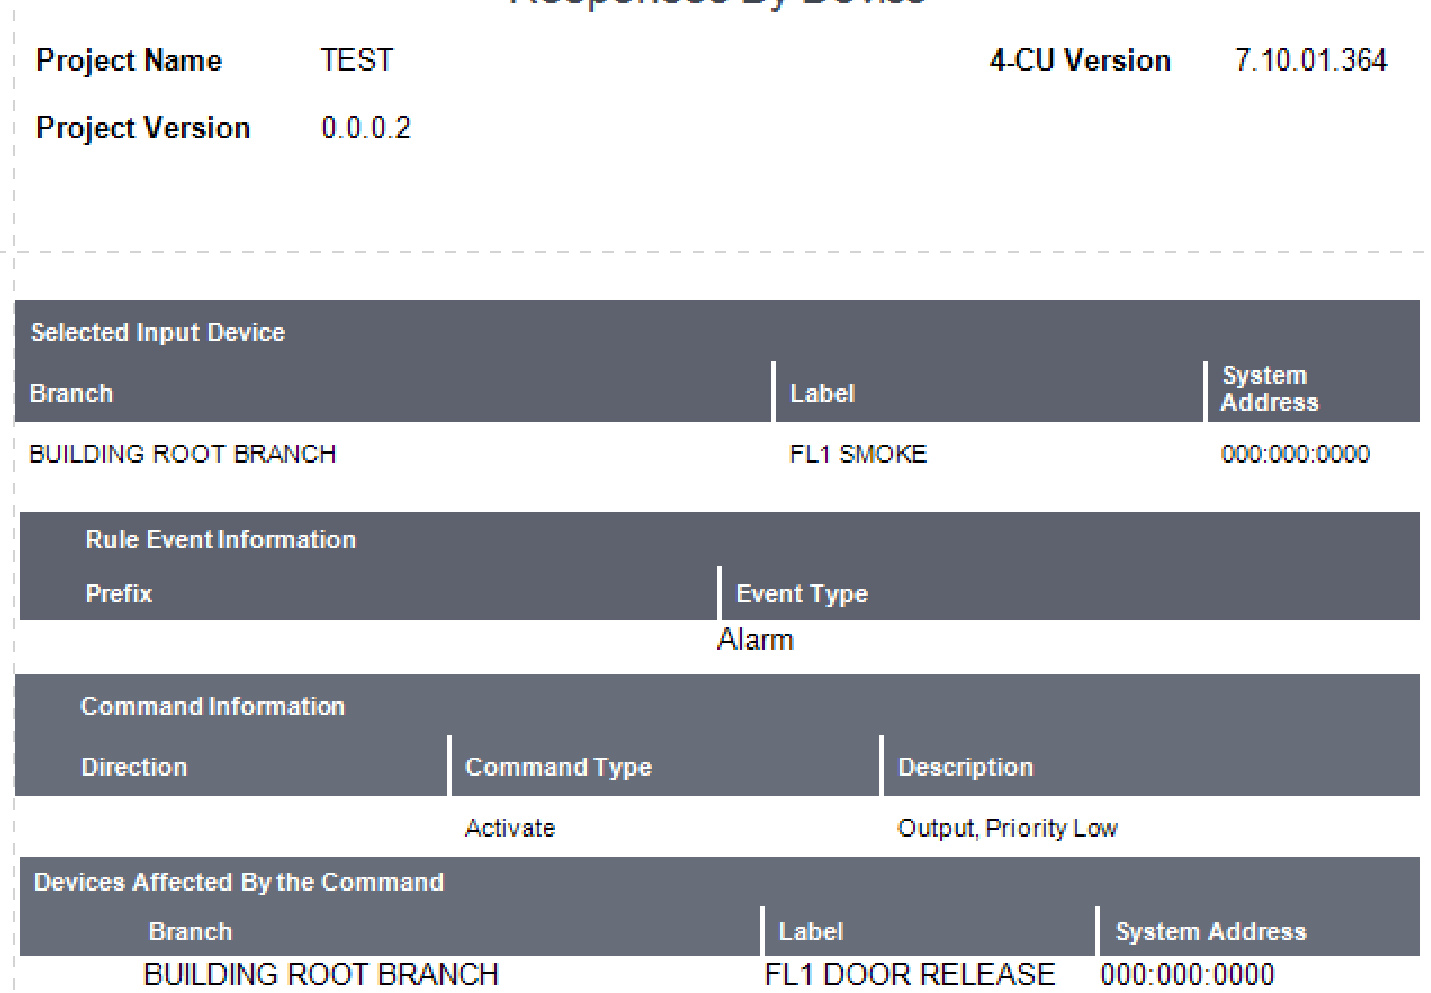 Responses By Device
Project Name TEST 4-CU Version 7.10.01.364
Project Version 0.0.0.2
Selected Input Device
Branch Label System Address
BUILDING ROOT BRANCH FL1 SMOKE 000:000:0000
Rule Event Information
Prefix Event Type
Alarm
Command Information
Direction Command Type Description
Activate Output, Priority Low
Devices Affected By the Command
Branch Label System Address
BUILDING ROOT BRANCH FL1 DOOR RELEASE 000:000:0000